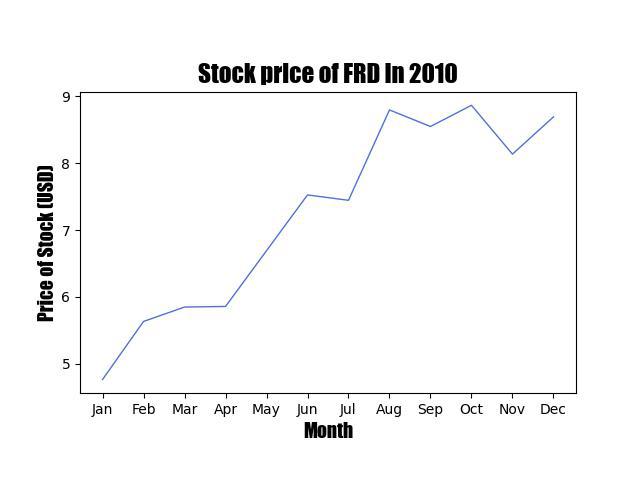 Stock price of FRD in 2010
Price of Stock (USD)
9
8
7
6
5
Jan Feb Mar Apr May Jun Jul Aug Sep Oct Nov Dec
Month